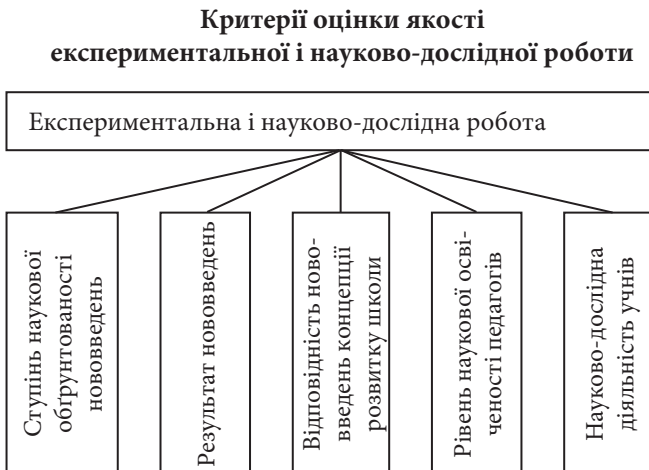 Критерії оцінки якості
експериментальної і науково-дослідної роботи
Експериментальна і науково-дослідна робота
Ступінь наукової
обґрунтованості
нововведень
Результат нововведень
Відповідність ново-
введень концепції
розвитку школи
Рівень наукової осві-
ченості педагогів
Науково-дослідна
діяльність учнів